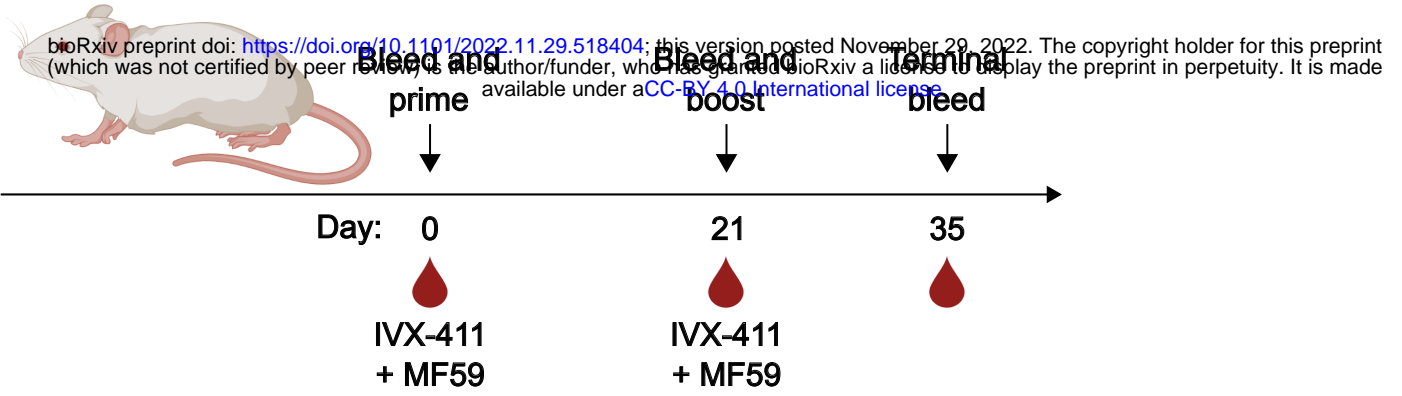 bioRxiv preprint doi: https://doi.org/10.1101/2022.11.29.518404; this version posted November 29, 2022. The copyright holder for this preprint
(which was not certified by peer review) is the author/funder, who has granted bioRxiv a license to display the preprint in perpetuity. It is made
available under aCC-BY 4.0 International license.
Bleed and Bleed and Terminal
prime boost bleed
Day: 0 21 35
IVX-411 IVX-411
+ MF59 + MF59